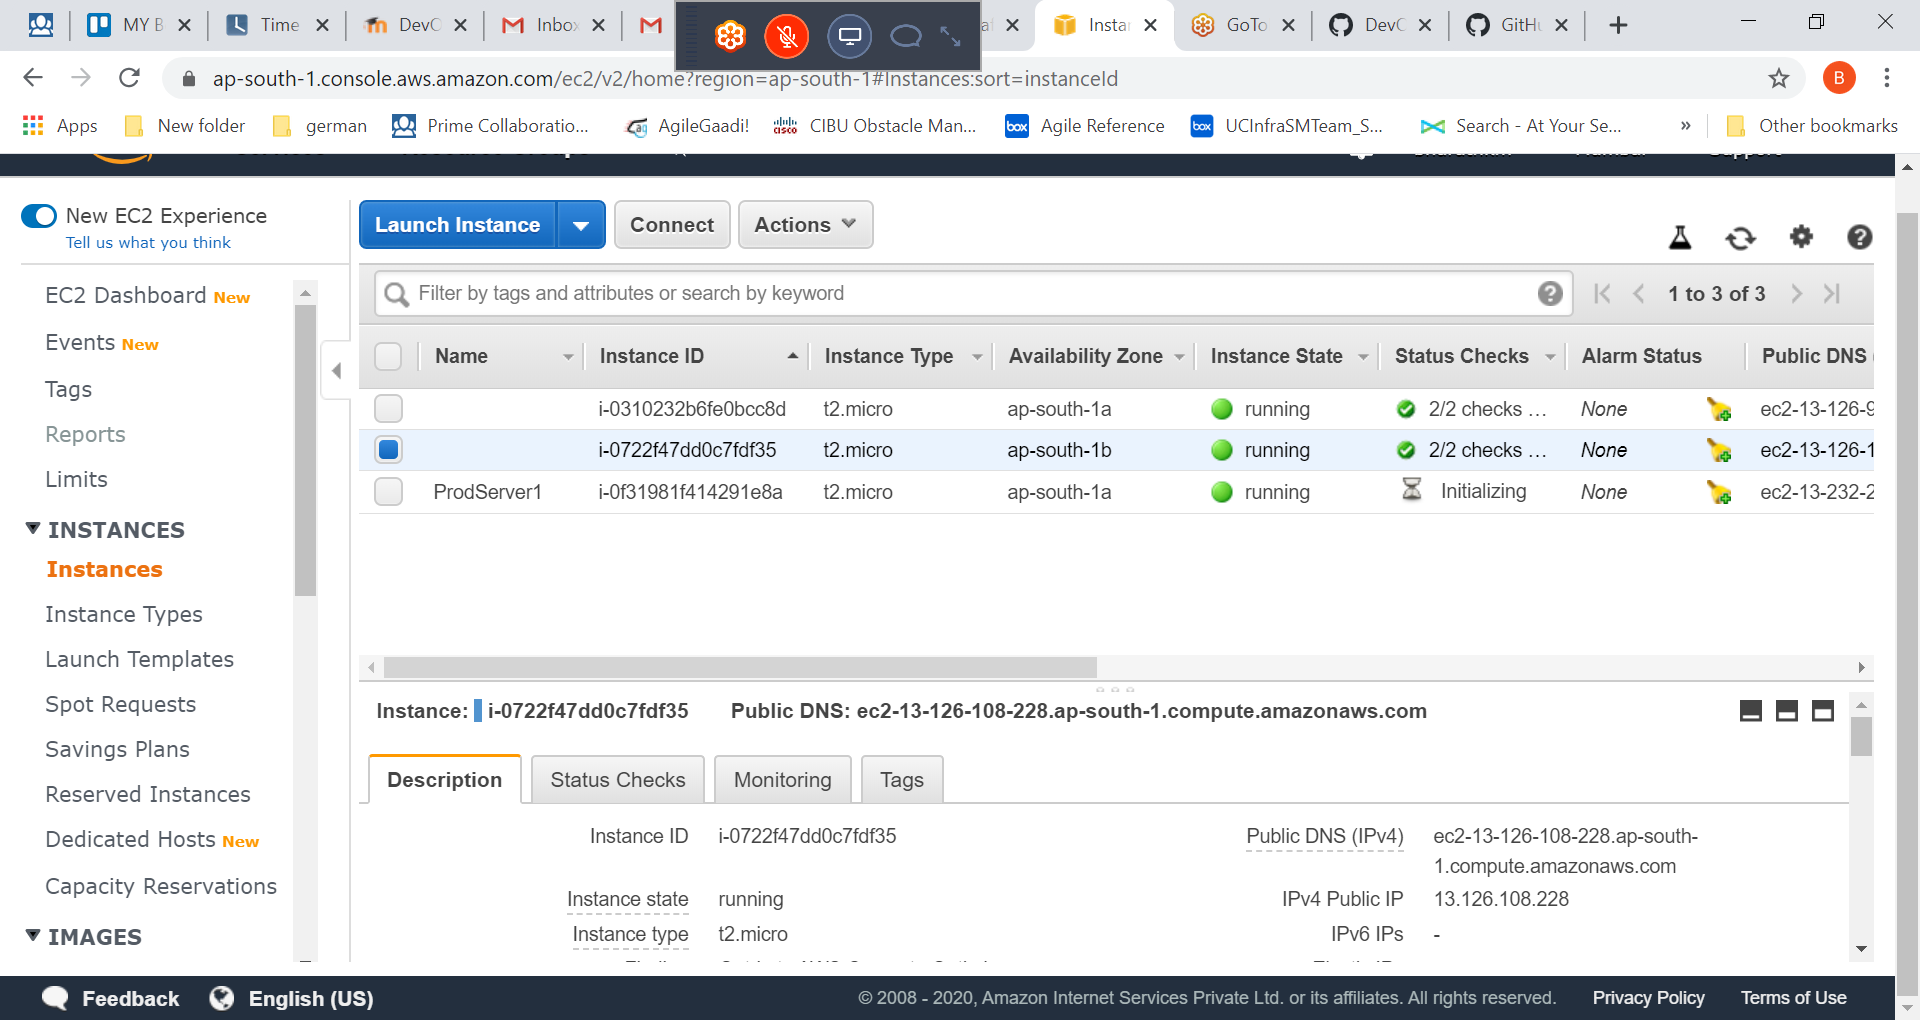 MY B
Time
DevC
Inbo
Insta
GoTo
DevC
GitH
ap-south-1.console.aws.amazon.com/ec2/v2/home?region=ap-south-1#Instances:sort=instanceId
B
Apps
New folder
german
Prime Collaboratio...
AgileGaadi!
CIBU Obstacle Man...
Agile Reference
UCInfraSMTeam_S...
Search - At Your Se...
»
Other bookmarks
New EC2 Experience
Tell us what you think
Launch Instance
Connect
Actions
EC2 Dashboard New
Events New
Tags
Reports
Limits
INSTANCES
Instances
Instance Types
Launch Templates
Spot Requests
Savings Plans
Reserved Instances
Dedicated Hosts New
Capacity Reservations
IMAGES
Filter by tags and attributes or search by keyword
1 to 3 of 3
Name Instance ID Instance Type Availability Zone Instance State Status Checks Alarm Status Public DNS
i-0310232b6fe0bcc8d t2.micro ap-south-1a running 2/2 checks ... None ec2-13-126-9
i-0722f47dd0c7fdf35 t2.micro ap-south-1b running 2/2 checks ... None ec2-13-126-1
ProdServer1 i-0f31981f414291e8a t2.micro ap-south-1a running Initializing None ec2-13-232-2
Instance: i-0722f47dd0c7fdf35 Public DNS: ec2-13-126-108-228.ap-south-1.compute.amazonaws.com
Description
Status Checks
Monitoring
Tags
Instance ID i-0722f47dd0c7fdf35
Public DNS (IPv4) ec2-13-126-108-228.ap-south-
1.compute.amazonaws.com
Instance state running
IPv4 Public IP 13.126.108.228
Instance type t2.micro
IPv6 IPs -
Feedback
English (US)
© 2008 - 2020, Amazon Internet Services Private Ltd. or its affiliates. All rights reserved.
Privacy Policy
Terms of Use